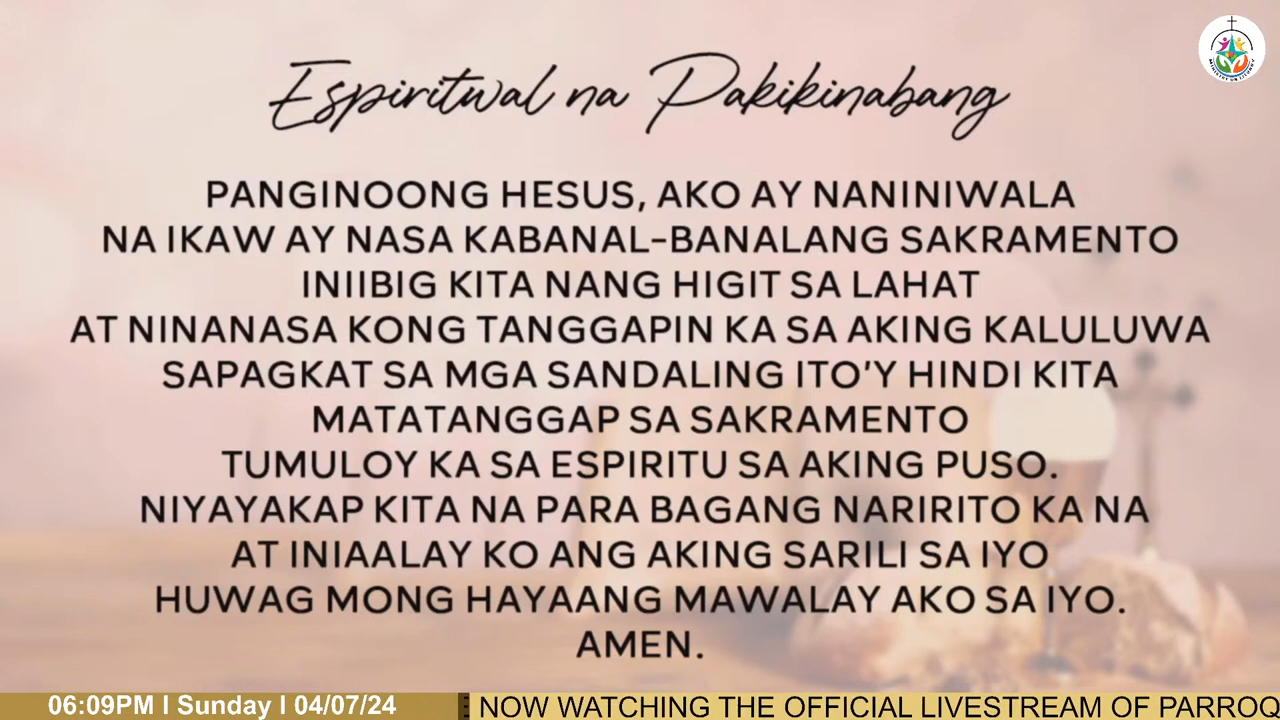 Espiritwal na Pakikinabang
PANGINOONG HESUS, AKO AY NANINIWALA
NA IKAW AY NASA KABANAL-BANALANG SAKRAMENTO
INIIBIG KITA NANG HIGIT SA LAHAT
AT NINANASA KONG TANGGAPIN KA SA AKING KALULUWA
SAPAGKAT SA MGA SANDALING ITO'Y HINDI KITA
MATATANGGAP SA SAKRAMENTO
TUMULOY KA SA ESPIRITU SA AKING PUSO.
NIYAYAKAP KITA NA PARA BAGANG NARIRITO KA NA
AT INIAALAY KO ANG AKING SARILI SA IYO
HUWAG MONG HAYAANG MAWALAY AKO SA IYO.
AMEN.
06:09PM I Sunday I 04/07/24
NOW WATCHING THE OFFICIAL LIVESTREAM OF PARROQ